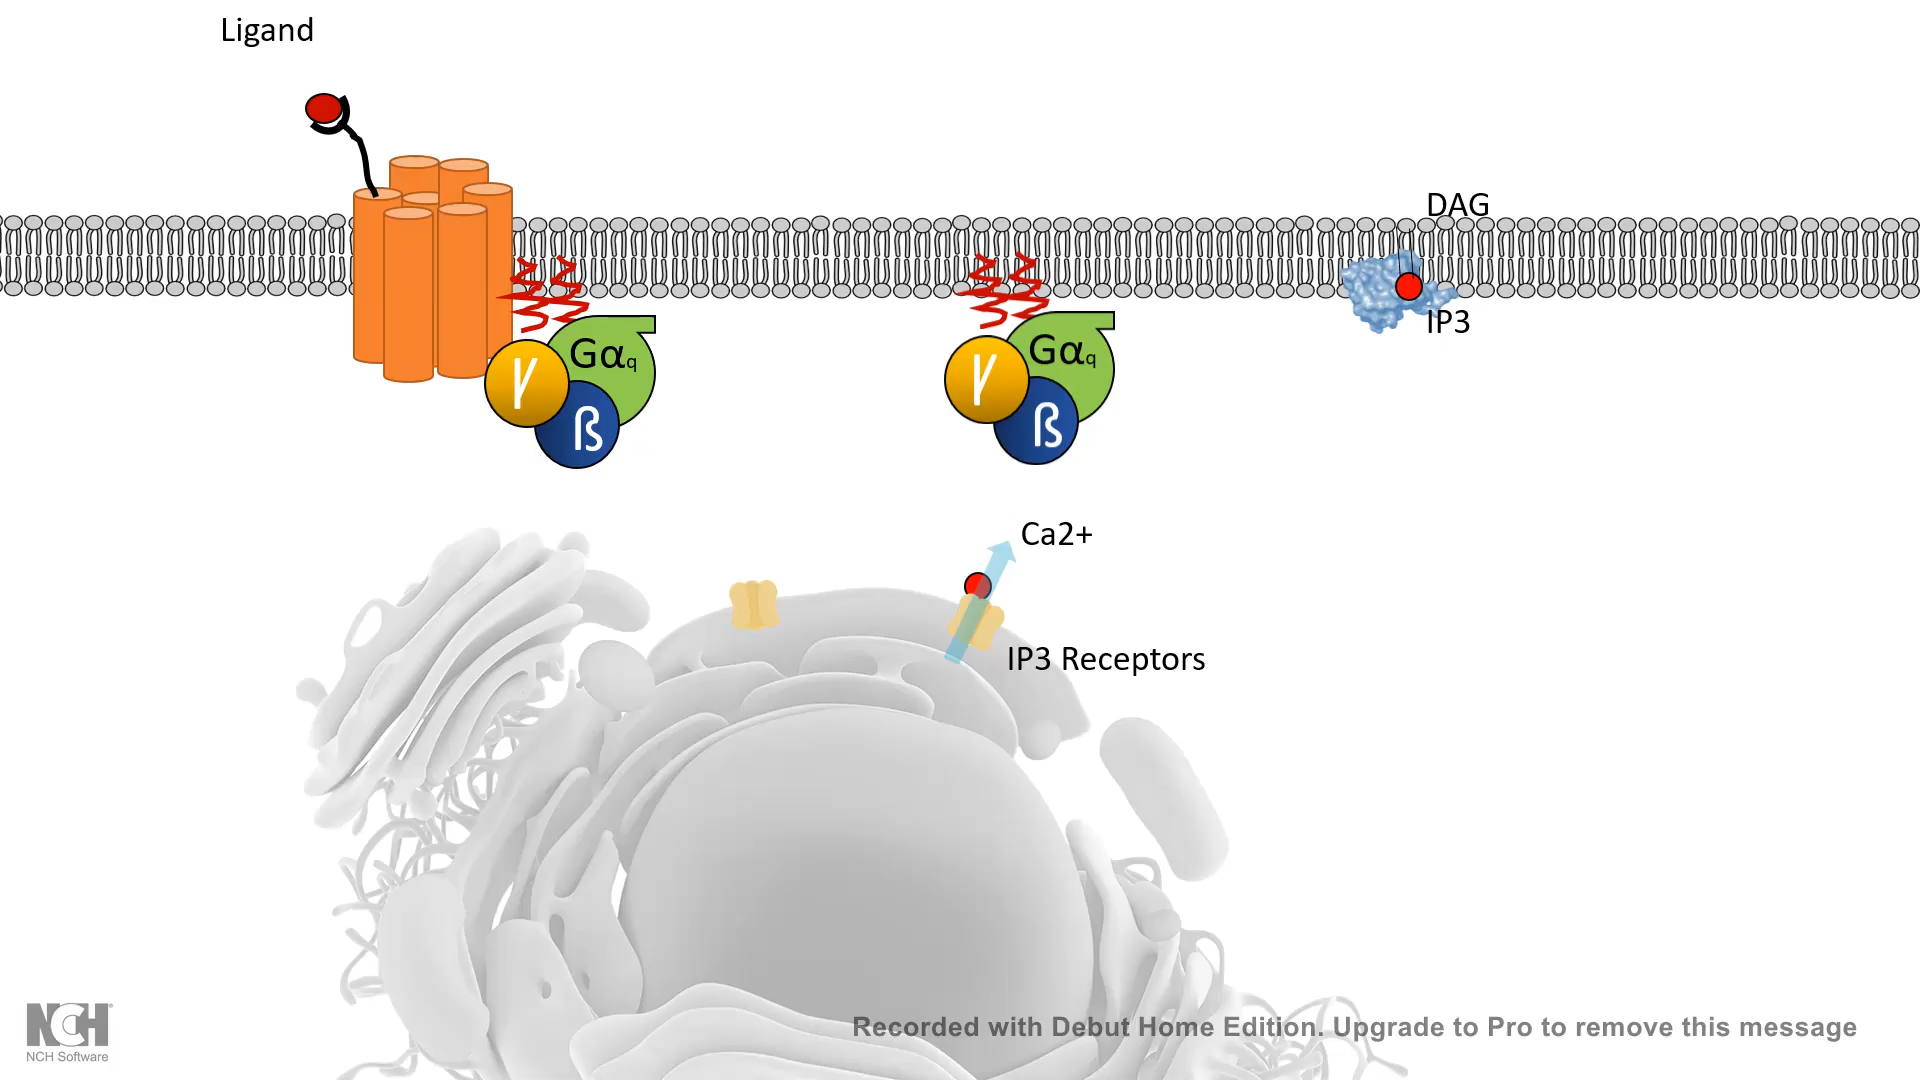 Ligand
DAG
IP3
Gαq
γ
ß
Gαq
γ
ß
Ca2+
IP3 Receptors
NCH
NCH Software
Recorded with Debut Home Edition. Upgrade to Pro to remove this message